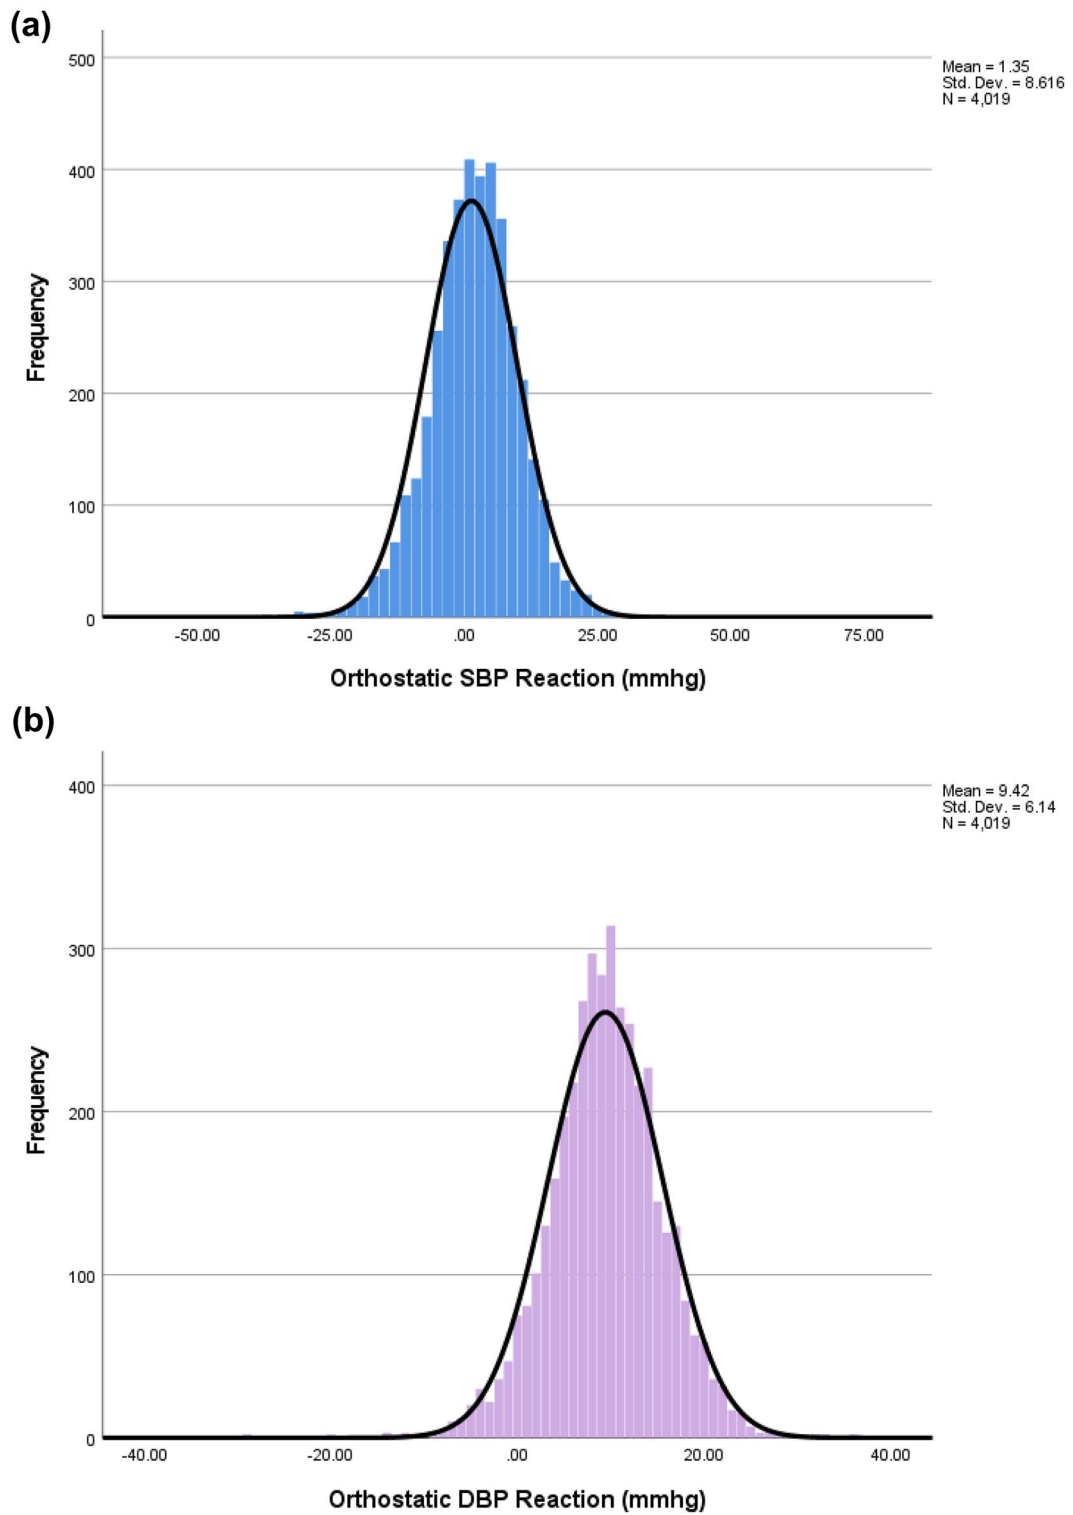 (a)
500
400
300
200
100
0
Frequency
-50.00 -25.00 .00 25.00 50.00 75.00
Orthostatic SBP Reaction (mmhg)
Mean = 1.35
Std. Dev. = 8.616
N = 4,019
(b)
400
300
200
100
0
Frequency
-40.00 -20.00 .00 20.00 40.00
Orthostatic DBP Reaction (mmhg)
Mean = 9.42
Std. Dev. = 6.14
N = 4,019